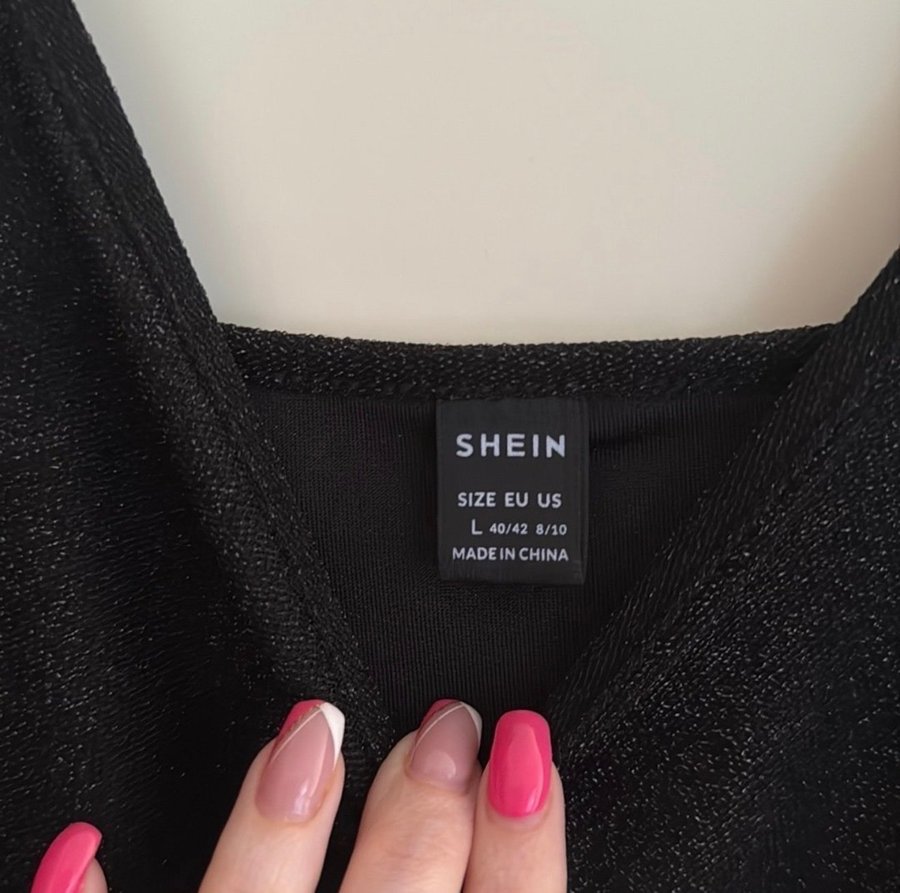 SHEIN
SIZE EU US
L 40/42 8/10
MADE IN CHINA